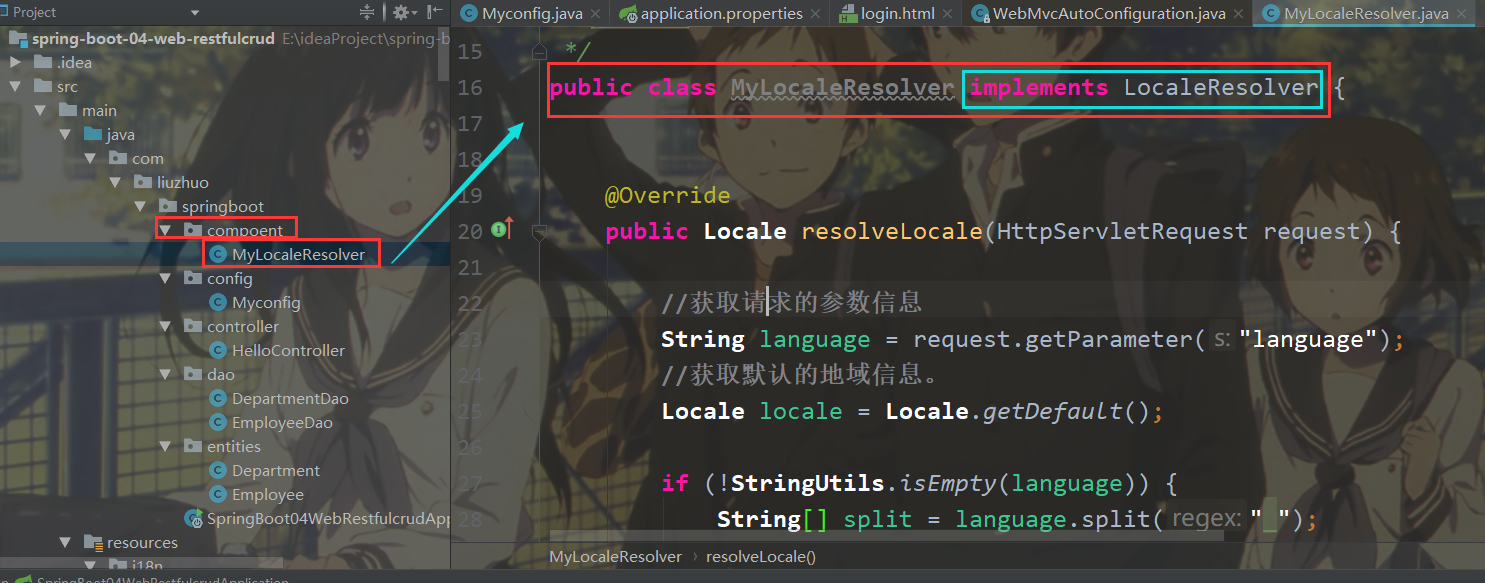 Project
spring-boot-04-web-restfulcrud E:\ideaProject\spring-b
.idea
src
main
java
com
liuzhuo
springboot
compoent
MyLocaleResolver
config
Myconfig
controller
HelloController
dao
DepartmentDao
EmployeeDao
entities
Department
Employee
SpringBoot04WebRestfulcrudApp
resources
i18n
SpringBoot04WebRestfulcrudApplication
Myconfig.java
application.properties
login.html
WebMvcAutoConfiguration.java
MyLocaleResolver.java
15 */
16 public class MyLocaleResolver implements LocaleResolver {
17
18
19 @Override
20 public Locale resolveLocale(HttpServletRequest request) {
21
22 //获取请求的参数信息
23 String language = request.getParameter( s: "language");
24 //获取默认的地域信息。
25 Locale locale = Locale.getDefault();
26
27 if (!StringUtils.isEmpty(language)) {
28 String[] split = language.split( regex: "_");
MyLocaleResolver › resolveLocale()